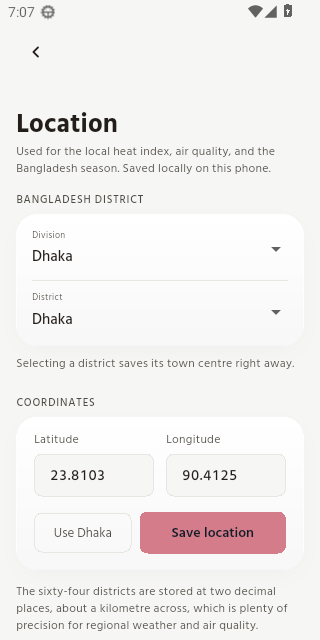 7:07
Location
Used for the local heat index, air quality, and the
Bangladesh season. Saved locally on this phone.
BANGLADESH DISTRICT
Division
Dhaka
District
Dhaka
Selecting a district saves its town centre right away.
COORDINATES
Latitude
Longitude
23.8103
90.4125
Use Dhaka
Save location
The sixty-four districts are stored at two decimal
places, about a kilometre across, which is plenty of
precision for regional weather and air quality.